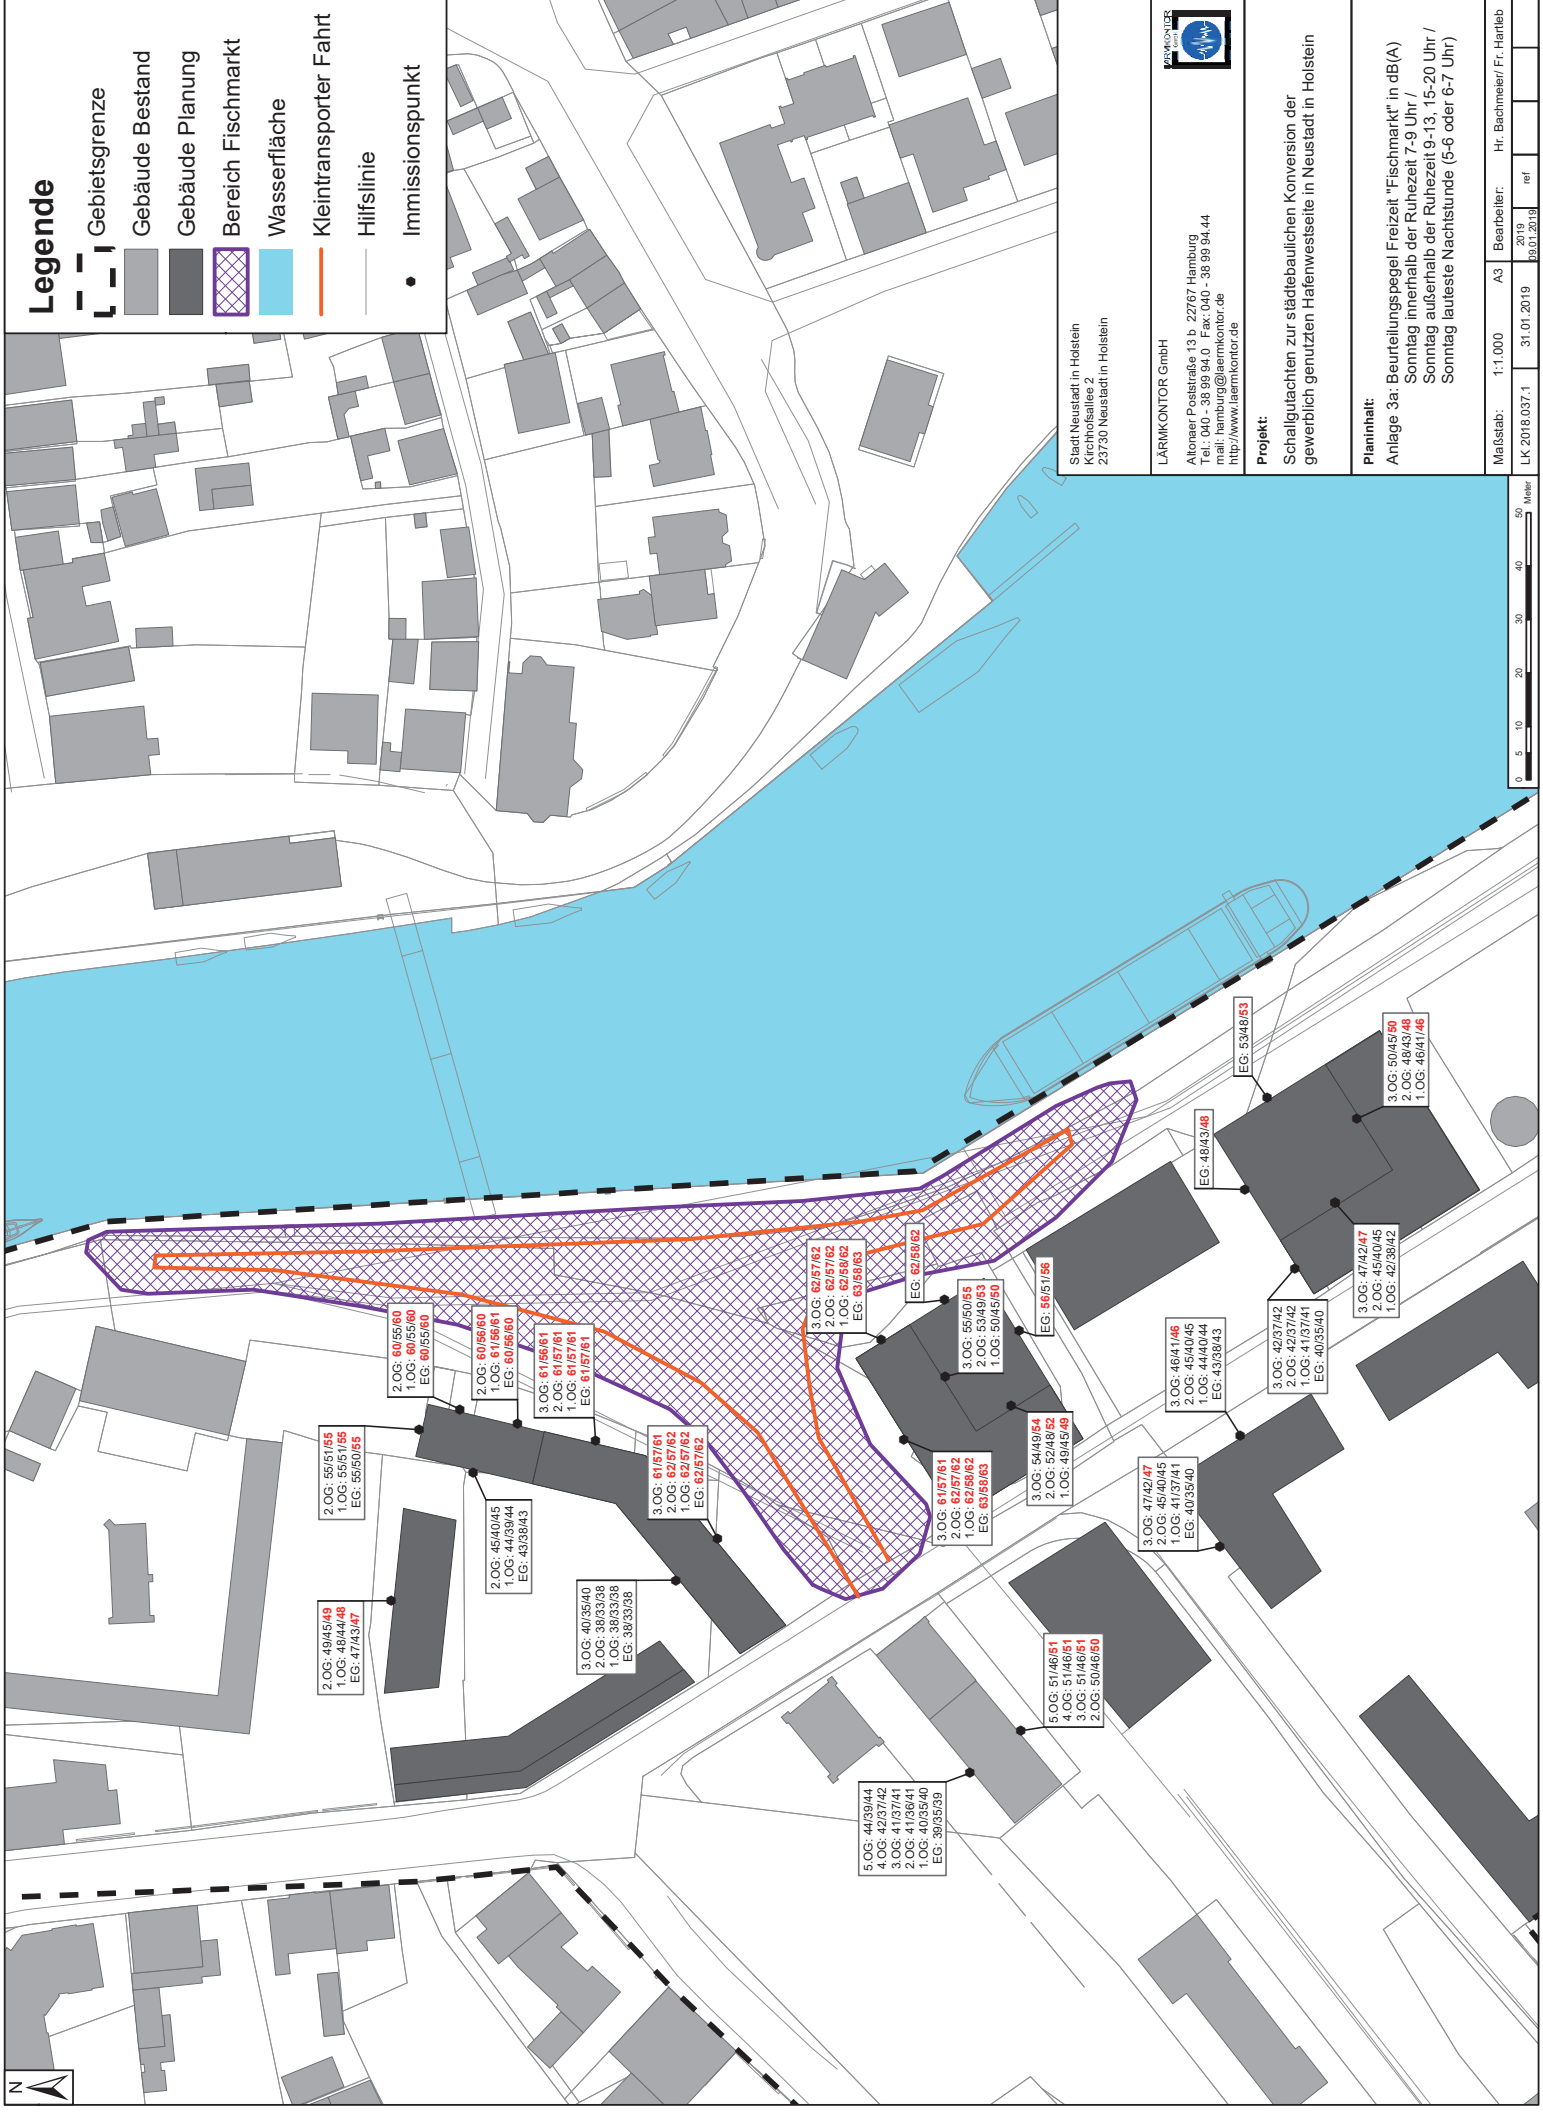 Legende
Gebietsgrenze
Gebäude Bestand
Gebäude Planung
Bereich Fischmarkt
Wasserfläche
Kleintransporter Fahrt
Hilfslinie
Immissionspunkt
N
2.OG: 49/45/49
1.OG: 48/44/48
EG: 47/43/47
2.OG: 55/51/55
1.OG: 55/51/55
EG: 55/50/55
2.OG: 60/55/60
1.OG: 60/55/60
EG: 60/55/60
2.OG: 60/56/60
1.OG: 61/56/61
EG: 60/56/60
3.OG: 61/56/61
2.OG: 61/57/61
1.OG: 61/57/61
EG: 61/57/61
2.OG: 45/40/45
1.OG: 44/39/44
EG: 43/38/43
3.OG: 40/35/40
2.OG: 38/33/38
1.OG: 38/33/38
EG: 38/33/38
3.OG: 61/57/61
2.OG: 62/57/62
1.OG: 62/57/62
EG: 62/57/62
3.OG: 62/57/62
2.OG: 62/57/62
1.OG: 62/58/62
EG: 63/58/63
EG: 62/58/62
3.OG: 55/50/55
2.OG: 53/49/53
1.OG: 50/45/50
EG: 56/51/56
3.OG: 61/57/61
2.OG: 62/57/62
1.OG: 62/58/62
EG: 63/58/63
3.OG: 54/49/54
2.OG: 52/48/52
1.OG: 49/45/49
5.OG: 44/39/44
4.OG: 42/37/42
3.OG: 41/37/41
2.OG: 41/36/41
1.OG: 40/35/40
EG: 39/35/39
5.OG: 51/46/51
4.OG: 51/46/51
3.OG: 51/46/51
2.OG: 50/46/50
3.OG: 47/42/47
2.OG: 45/40/45
1.OG: 41/37/41
EG: 40/35/40
3.OG: 46/41/46
2.OG: 45/40/45
1.OG: 44/40/44
EG: 43/38/43
EG: 48/43/48
EG: 53/48/53
3.OG: 42/37/42
2.OG: 42/37/42
1.OG: 41/37/41
EG: 40/35/40
3.OG: 47/42/47
2.OG: 45/40/45
1.OG: 42/38/42
3.OG: 50/45/50
2.OG: 48/43/48
1.OG: 46/41/46
0 5 10 20 30 40 50 Meter
Stadt Neustadt in Holstein
Kirchhofsallee 2
23730 Neustadt in Holstein
LÄRMKONTOR
GmbH
LÄRMKONTOR GmbH
Altonaer Poststraße 13 b 22767 Hamburg
Tel.: 040 - 38 99 94.0 Fax: 040 - 38 99 94.44
mail: hamburg@laermkontor.de
http://www.laermkontor.de
Projekt:
Schallgutachten zur städtebaulichen Konversion der
gewerblich genutzten Hafenwestseite in Neustadt in Holstein
Planinhalt:
Anlage 3a: Beurteilungspegel Freizeit "Fischmarkt" in dB(A)
Sonntag innerhalb der Ruhezeit 7-9 Uhr /
Sonntag außerhalb der Ruhezeit 9-13, 15-20 Uhr /
Sonntag lauteste Nachtstunde (5-6 oder 6-7 Uhr)
Maßstab: 1:1.000 A3 Bearbeiter: Hr. Bachmeier/ Fr. Hartleb
LK 2018.037.1 31.01.2019 2019 ref
09.01.2019